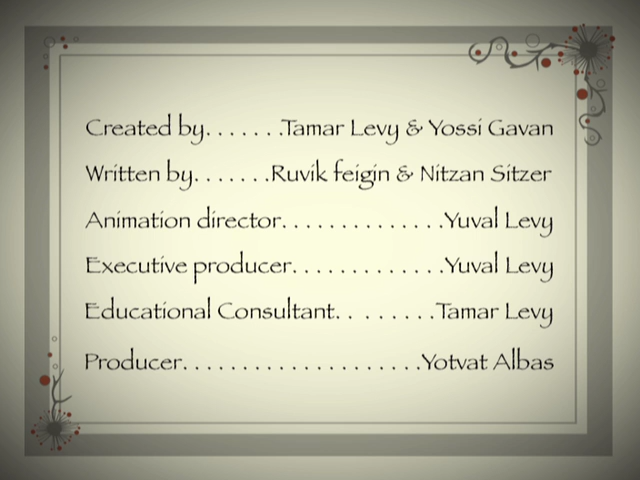 Created by.......Tamar Levy & Yossi Gavan
Written by.......Ruvik feigin & Nitzan Sitzer
Animation director..............Yuval Levy
Executive producer.............Yuval Levy
Educational Consultant........Tamar Levy
Producer....................Yotvat Albas